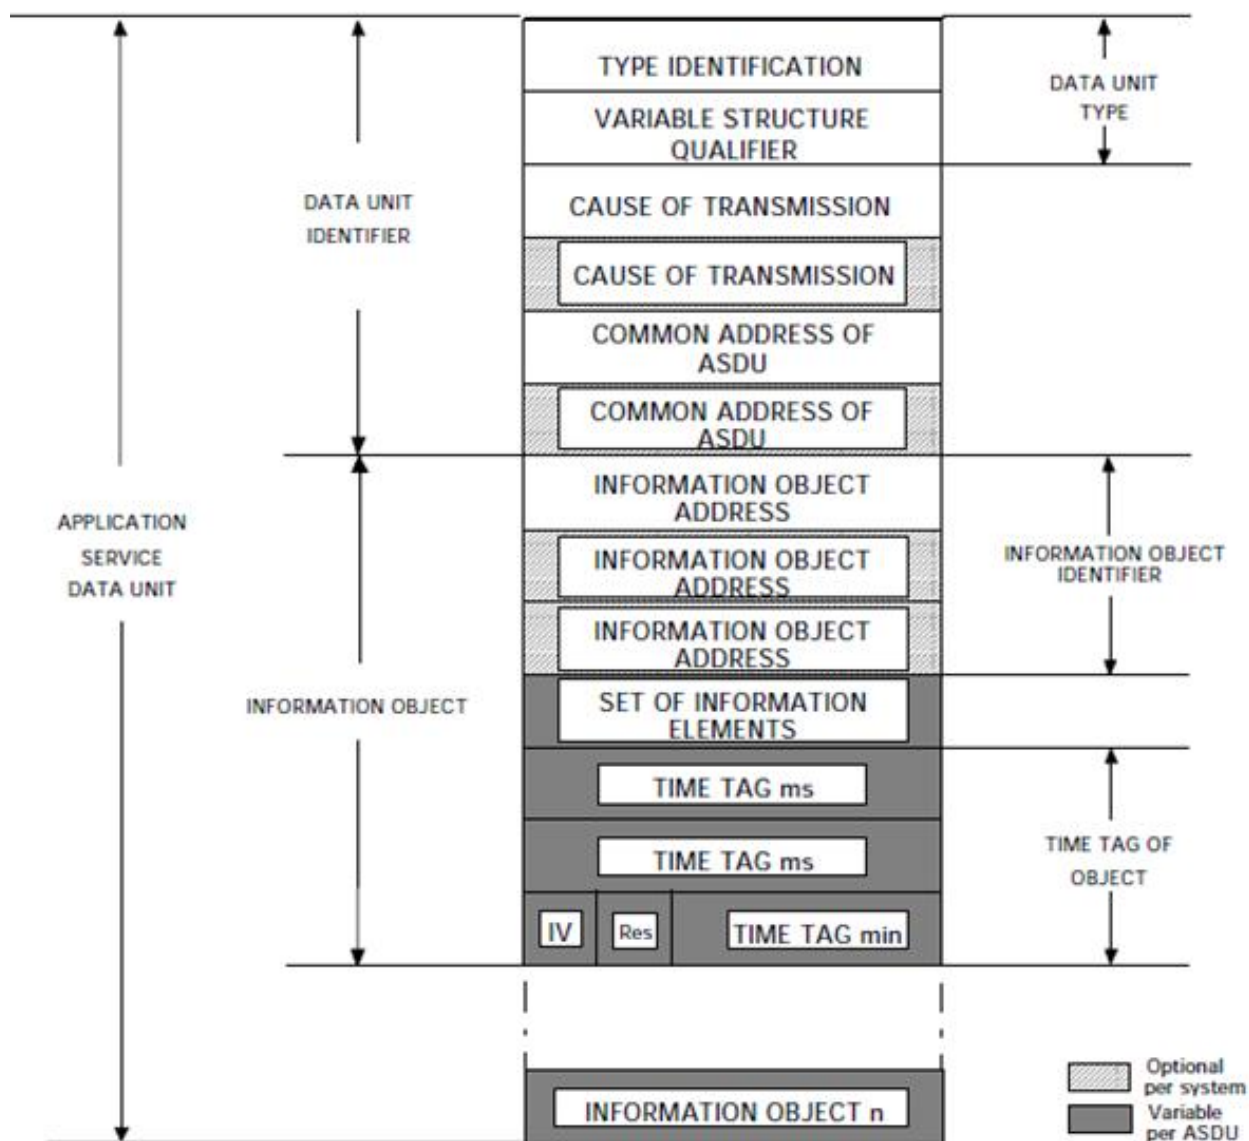 TYPE IDENTIFICATION
VARIABLE STRUCTURE
QUALIFIER
DATA UNIT
TYPE
CAUSE OF TRANSMISSION
DATA UNIT
IDENTIFIER
CAUSE OF TRANSMISSION
COMMON ADDRESS OF
ASDU
COMMON ADDRESS OF
ASDU
INFORMATION OBJECT
ADDRESS
APPLICATION
SERVICE
DATA UNIT
INFORMATION OBJECT
ADDRESS
INFORMATION OBJECT
IDENTIFIER
INFORMATION OBJECT
ADDRESS
INFORMATION OBJECT
SET OF INFORMATION
ELEMENTS
TIME TAG ms
TIME TAG ms
TIME TAG OF
OBJECT
IV
Res
TIME TAG min
INFORMATION OBJECT n
Optional
per system
Variable
per ASDU